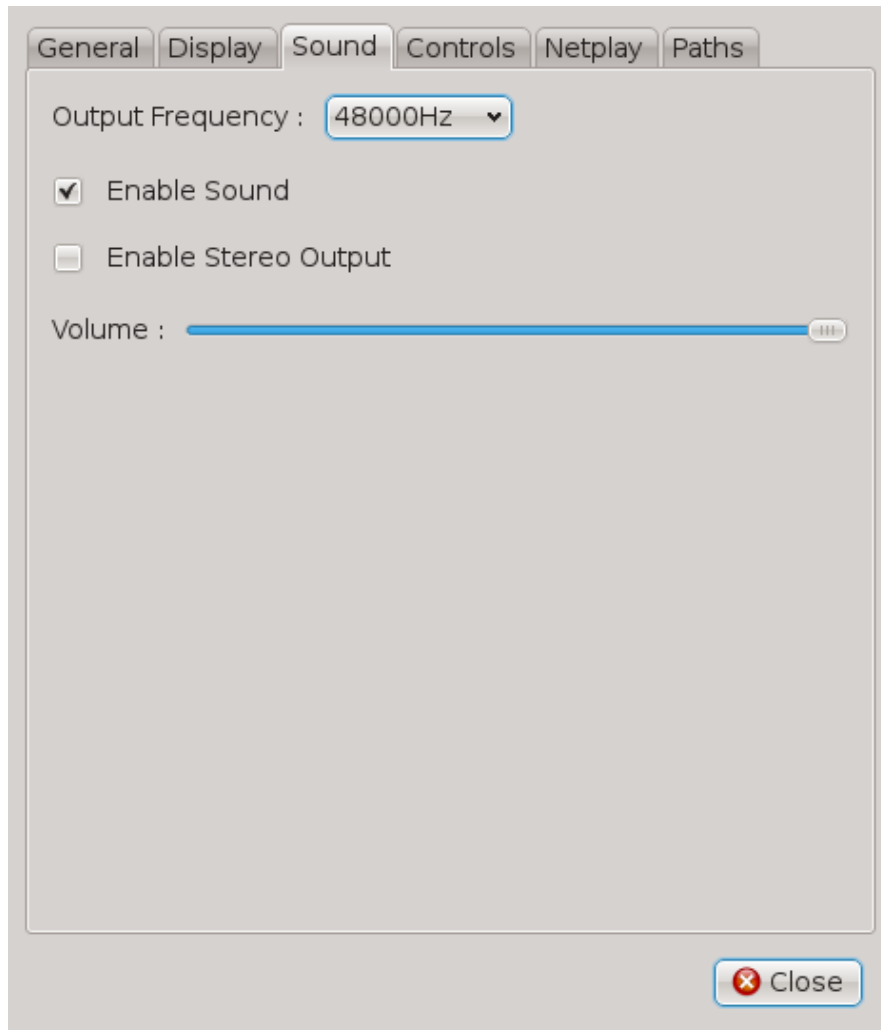 General Display Sound Controls Netplay Paths
Output Frequency : 48000Hz
Enable Sound
Enable Stereo Output
Volume :
Close